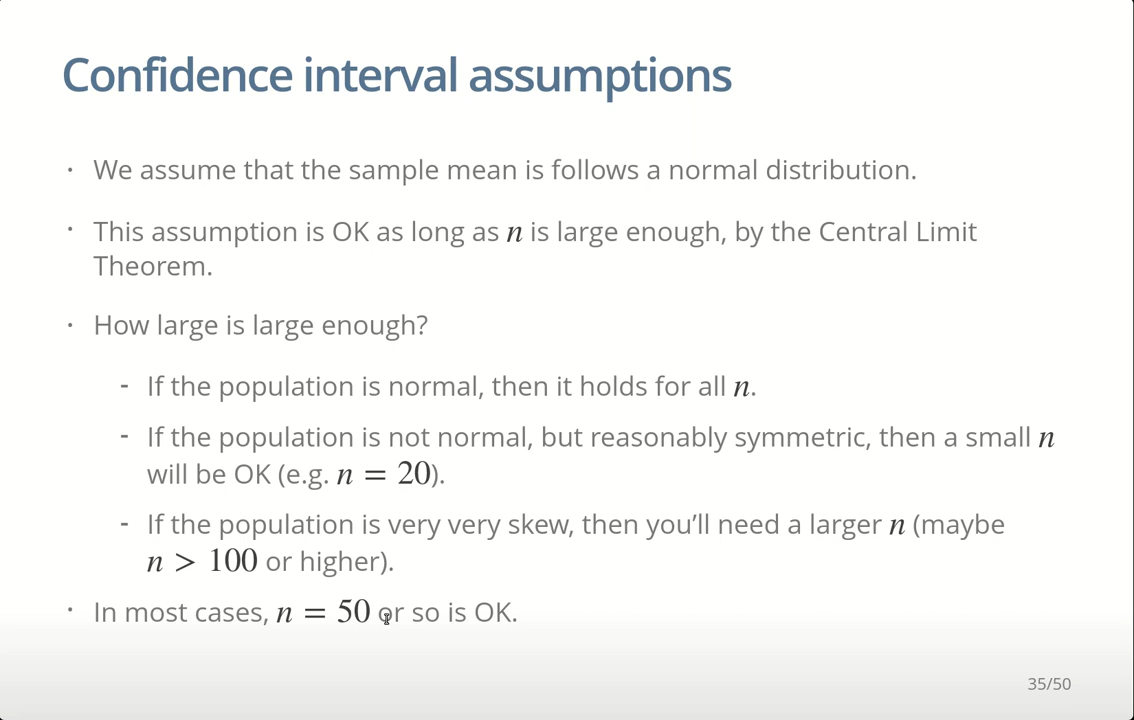 Confidence interval assumptions
· We assume that the sample mean is follows a normal distribution.
· This assumption is OK as long as n is large enough, by the Central Limit
Theorem.
· How large is large enough?
- If the population is normal, then it holds for all n.
- If the population is not normal, but reasonably symmetric, then a small n
will be OK (e.g. n = 20).
- If the population is very very skew, then you’ll need a larger n (maybe
n > 100 or higher).
· In most cases, n = 50 or so is OK.
35/50